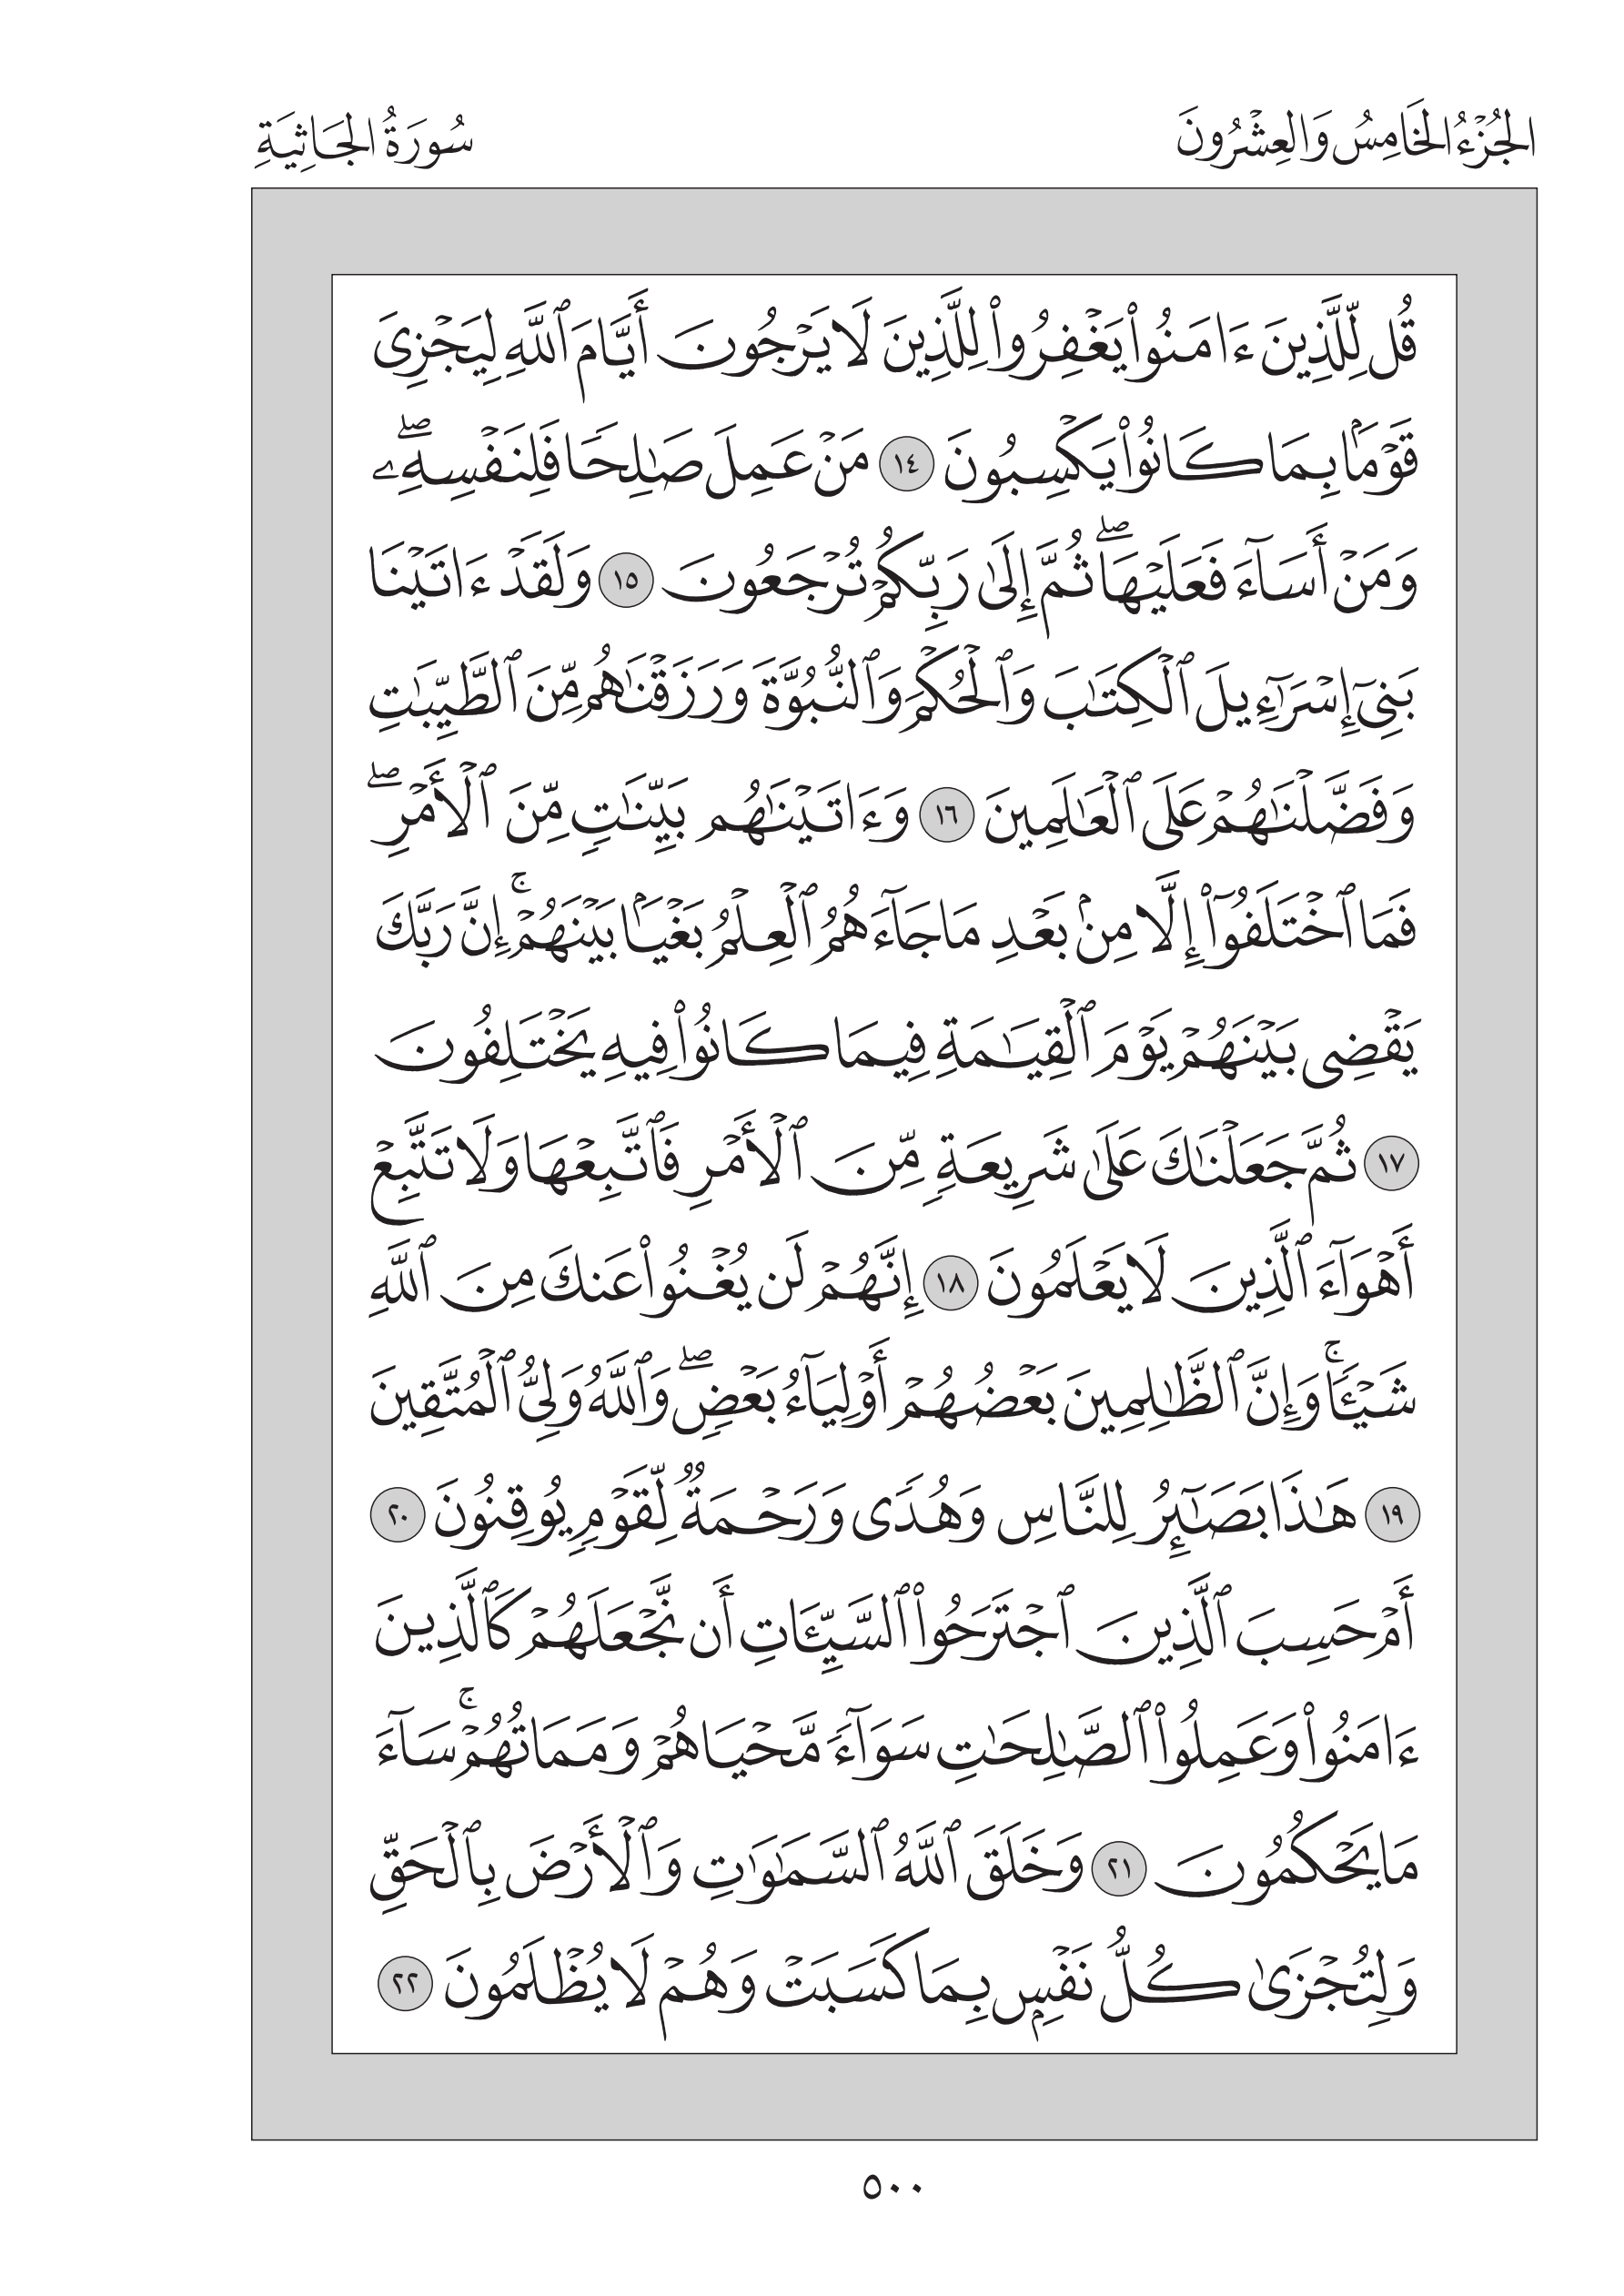 الجُزْءُ الخَامِسُ وَالعِشْرُونَ
سُورَةُ الجَاثِيَةِ
قُل لِّلَّذِينَ ءَامَنُوا۟ يَغْفِرُوا۟ لِلَّذِينَ لَا يَرْجُونَ أَيَّامَ ٱللَّهِ لِيَجْزِىَ
قَوْمًۢا بِمَا كَانُوا۟ يَكْسِبُونَ ١٤ مَنْ عَمِلَ صَـٰلِحًا فَلِنَفْسِهِۦ ۖ
وَمَنْ أَسَآءَ فَعَلَيْهَا ۖ ثُمَّ إِلَىٰ رَبِّكُمْ تُرْجَعُونَ ١٥ وَلَقَدْ ءَاتَيْنَا
بَنِىٓ إِسْرَٰٓءِيلَ ٱلْكِتَـٰبَ وَٱلْحُكْمَ وَٱلنُّبُوَّةَ وَرَزَقْنَـٰهُم مِّنَ ٱلطَّيِّبَـٰتِ
وَفَضَّلْنَـٰهُمْ عَلَى ٱلْعَـٰلَمِينَ ١٦ وَءَاتَيْنَـٰهُم بَيِّنَـٰتٍ مِّنَ ٱلْأَمْرِ ۖ
فَمَا ٱخْتَلَفُوٓا۟ إِلَّا مِنۢ بَعْدِ مَا جَآءَهُمُ ٱلْعِلْمُ بَغْيًۢا بَيْنَهُمْ ۚ إِنَّ رَبَّكَ
يَقْضِى بَيْنَهُمْ يَوْمَ ٱلْقِيَـٰمَةِ فِيمَا كَانُوا۟ فِيهِ يَخْتَلِفُونَ
١٧ ثُمَّ جَعَلْنَـٰكَ عَلَىٰ شَرِيعَةٍ مِّنَ ٱلْأَمْرِ فَٱتَّبِعْهَا وَلَا تَتَّبِعْ
أَهْوَآءَ ٱلَّذِينَ لَا يَعْلَمُونَ ١٨ إِنَّهُمْ لَن يُغْنُوا۟ عَنكَ مِنَ ٱللَّهِ
شَيْـًٔا ۚ وَإِنَّ ٱلظَّـٰلِمِينَ بَعْضُهُمْ أَوْلِيَآءُ بَعْضٍ ۖ وَٱللَّهُ وَلِىُّ ٱلْمُتَّقِينَ
١٩ هَـٰذَا بَصَـٰٓئِرُ لِلنَّاسِ وَهُدًى وَرَحْمَةٌ لِّقَوْمٍ يُوقِنُونَ ٢٠
أَمْ حَسِبَ ٱلَّذِينَ ٱجْتَرَحُوا۟ ٱلسَّيِّـَٔاتِ أَن نَّجْعَلَهُمْ كَٱلَّذِينَ
ءَامَنُوا۟ وَعَمِلُوا۟ ٱلصَّـٰلِحَـٰتِ سَوَآءً مَّحْيَاهُمْ وَمَمَاتُهُمْ ۚ سَآءَ
مَا يَحْكُمُونَ ٢١ وَخَلَقَ ٱللَّهُ ٱلسَّمَـٰوَٰتِ وَٱلْأَرْضَ بِٱلْحَقِّ
وَلِتُجْزَىٰ كُلُّ نَفْسٍۭ بِمَا كَسَبَتْ وَهُمْ لَا يُظْلَمُونَ ٢٢
٥٠٠